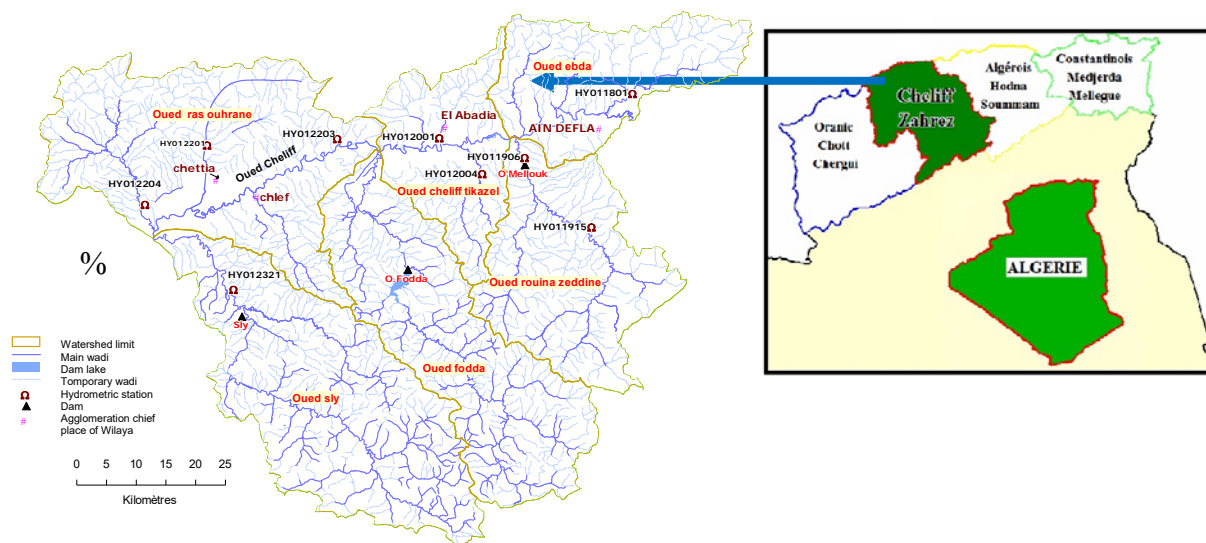 Oued ebda
HY011801
Oued ras ouhrane
HY012201
HY012203
HY012001
El Abadia
AIN DEFLA
Oued Cheliff
HY011906
O'Mellouk
chettia
HY012004
HY012204
chlef
Oued cheliff tikazel
HY011915
%
O.Fodda
HY012321
Oued rouina zeddine
Sly
Oued fodda
Oued sly
Watershed limit
Main wadi
Dam lake
Tomporary wadi
Hydrometric station
Dam
Agglomeration chief
place of Wilaya
0 5 10 15 20 25
Kilomètres
Cheliff
Zahrez
Algérois
Hodna
Soummam
Constantinois
Medjerda
Mellegue
Oranic
Chott
Chergui
ALGERIE